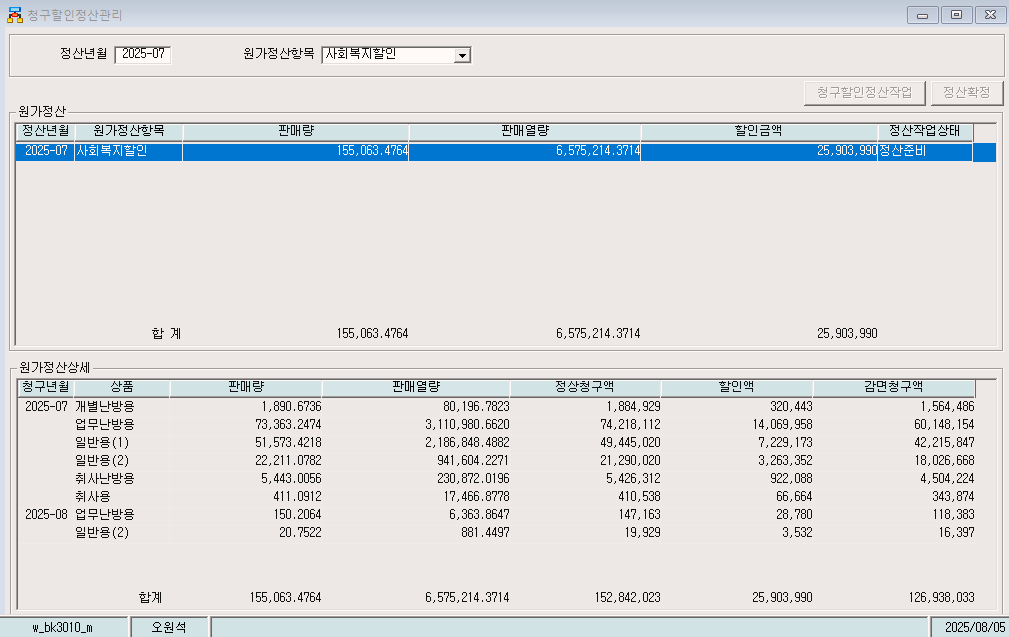 청구할인정산관리
정산년월 2025-07 원가정산항목 사회복지할인
청구할인정산작업 정산확정
원가정산
정산년월 원가정산항목 판매량 판매열량 할인금액 정산작업상태
2025-07 사회복지할인 155,063.4764 6,575,214.3714 25,903,990 정산준비
합 계 155,063.4764 6,575,214.3714 25,903,990
원가정산상세
청구년월 상품 판매량 판매열량 정상청구액 할인액 감면청구액
2025-07 개별난방용 1,890.6736 80,196.7823 1,884,929 320,443 1,564,486
업무난방용 73,363.2474 3,110,980.6620 74,218,112 14,069,958 60,148,154
일반용(1) 51,573.4218 2,186,848.4882 49,445,020 7,229,173 42,215,847
일반용(2) 22,211.0782 941,604.2271 21,290,020 3,263,352 18,026,668
취사난방용 5,443.0056 230,872.0196 5,426,312 922,088 4,504,224
취사용 411.0912 17,466.8778 410,538 66,664 343,874
2025-08 업무난방용 150.2064 6,363.8647 147,163 28,780 118,383
일반용(2) 20.7522 881.4497 19,929 3,532 16,397
합계 155,063.4764 6,575,214.3714 152,842,023 25,903,990 126,938,033
w_bk3010_m 오원석 2025/08/05